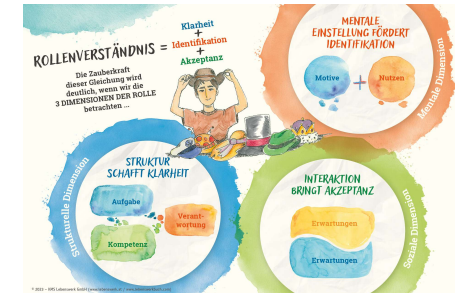 ROLLENVERSTÄNDNIS =
Klarheit
+
Identifikation
+
Akzeptanz
Die Zauberkraft
dieser Gleichung wird
deutlich, wenn wir die
3 DIMENSIONEN DER ROLLE
betrachten ...
MENTALE
EINSTELLUNG FÖRDERT
IDENTIFIKATION
Motive + Nutzen
Mentale Dimension
STRUKTUR
SCHAFFT KLARHEIT
Aufgabe
Verant-
wortung
Kompetenz
Strukturelle Dimension
INTERAKTION
BRINGT AKZEPTANZ
Erwartungen
Erwartungen
Soziale Dimension